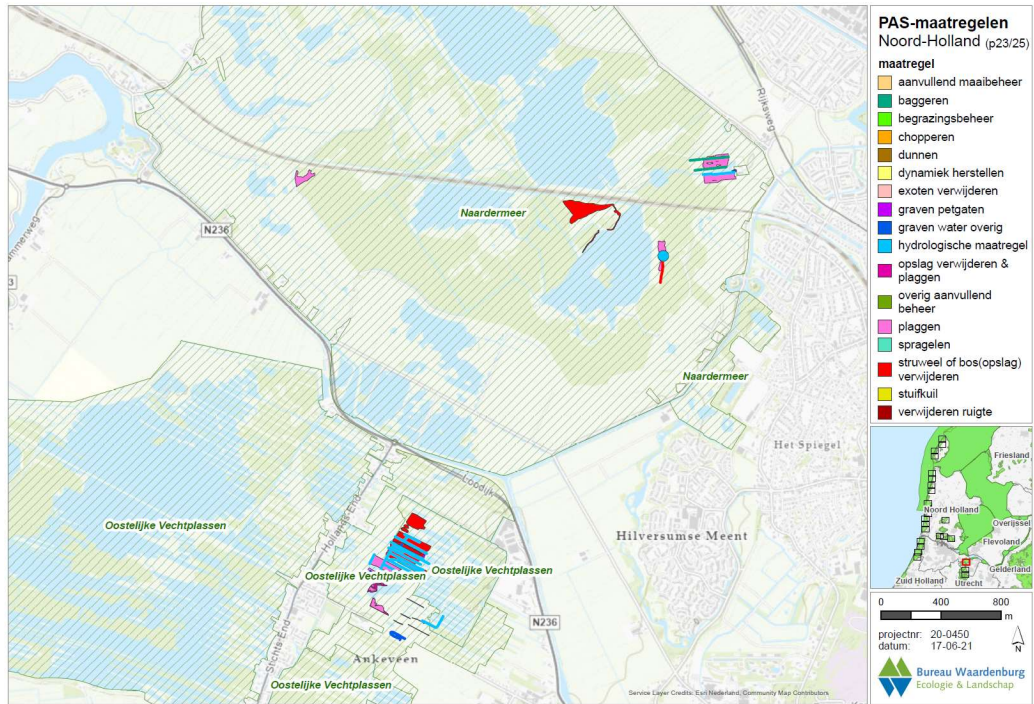 Naardermeer
Naardermeer
Rijksweg
N236
Het Spiegel
Hilversumse Meent
Loodijk
Hollands-End
Oostelijke Vechtplassen
Oostelijke Vechtplassen
Oostelijke Vechtplassen
N236
Stichts-End
Ankeveen
Oostelijke Vechtplassen
Service Layer Credits: Esri Nederland, Community Map Contributors
PAS-maatregelen
Noord-Holland (p23/25)
maatregel
aanvullend maaibeheer
baggeren
begrazingsbeheer
chopperen
dunnen
dynamiek herstellen
exoten verwijderen
graven petgaten
graven water overig
hydrologische maatregel
opslag verwijderen &
plaggen
overig aanvullend
beheer
plaggen
spragelen
struweel of bos(opslag)
verwijderen
stuifkuil
verwijderen ruigte
Friesland
Noord Holland
Overijssel
Flevoland
Gelderland
Zuid Holland
Utrecht
0 400 800
m
projectnr: 20-0450
datum: 17-06-21
N
Bureau Waardenburg
Ecologie & Landschap